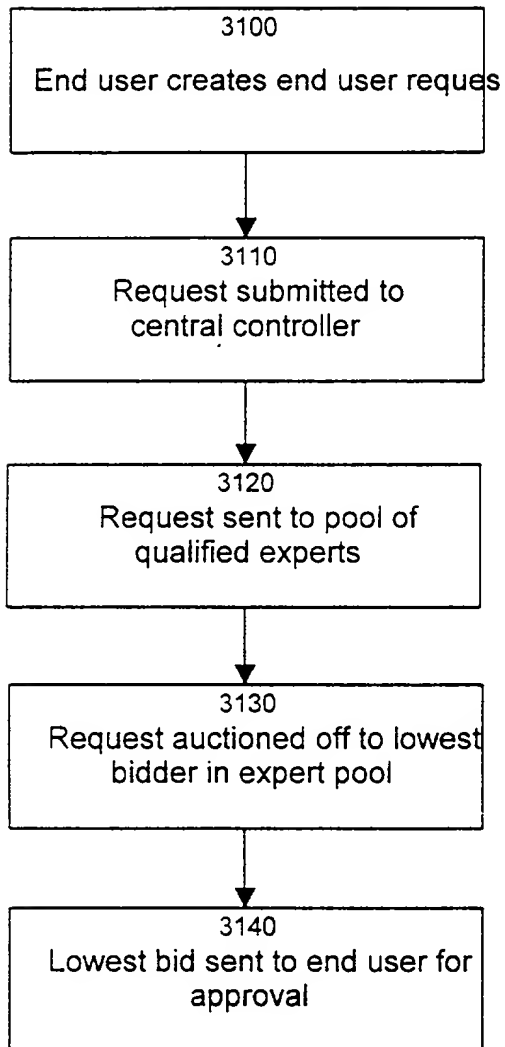 3100
End user creates end user reques
3110
Request submitted to
central controller
3120
Request sent to pool of
qualified experts
3130
Request auctioned off to lowest
bidder in expert pool
3140
Lowest bid sent to end user for
approval